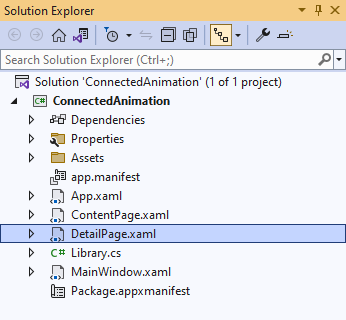 Solution Explorer
Search Solution Explorer (Ctrl+;)
Solution 'ConnectedAnimation' (1 of 1 project)
C# ConnectedAnimation
Dependencies
Properties
Assets
app.manifest
App.xaml
ContentPage.xaml
DetailPage.xaml
C# Library.cs
MainWindow.xaml
Package.appxmanifest